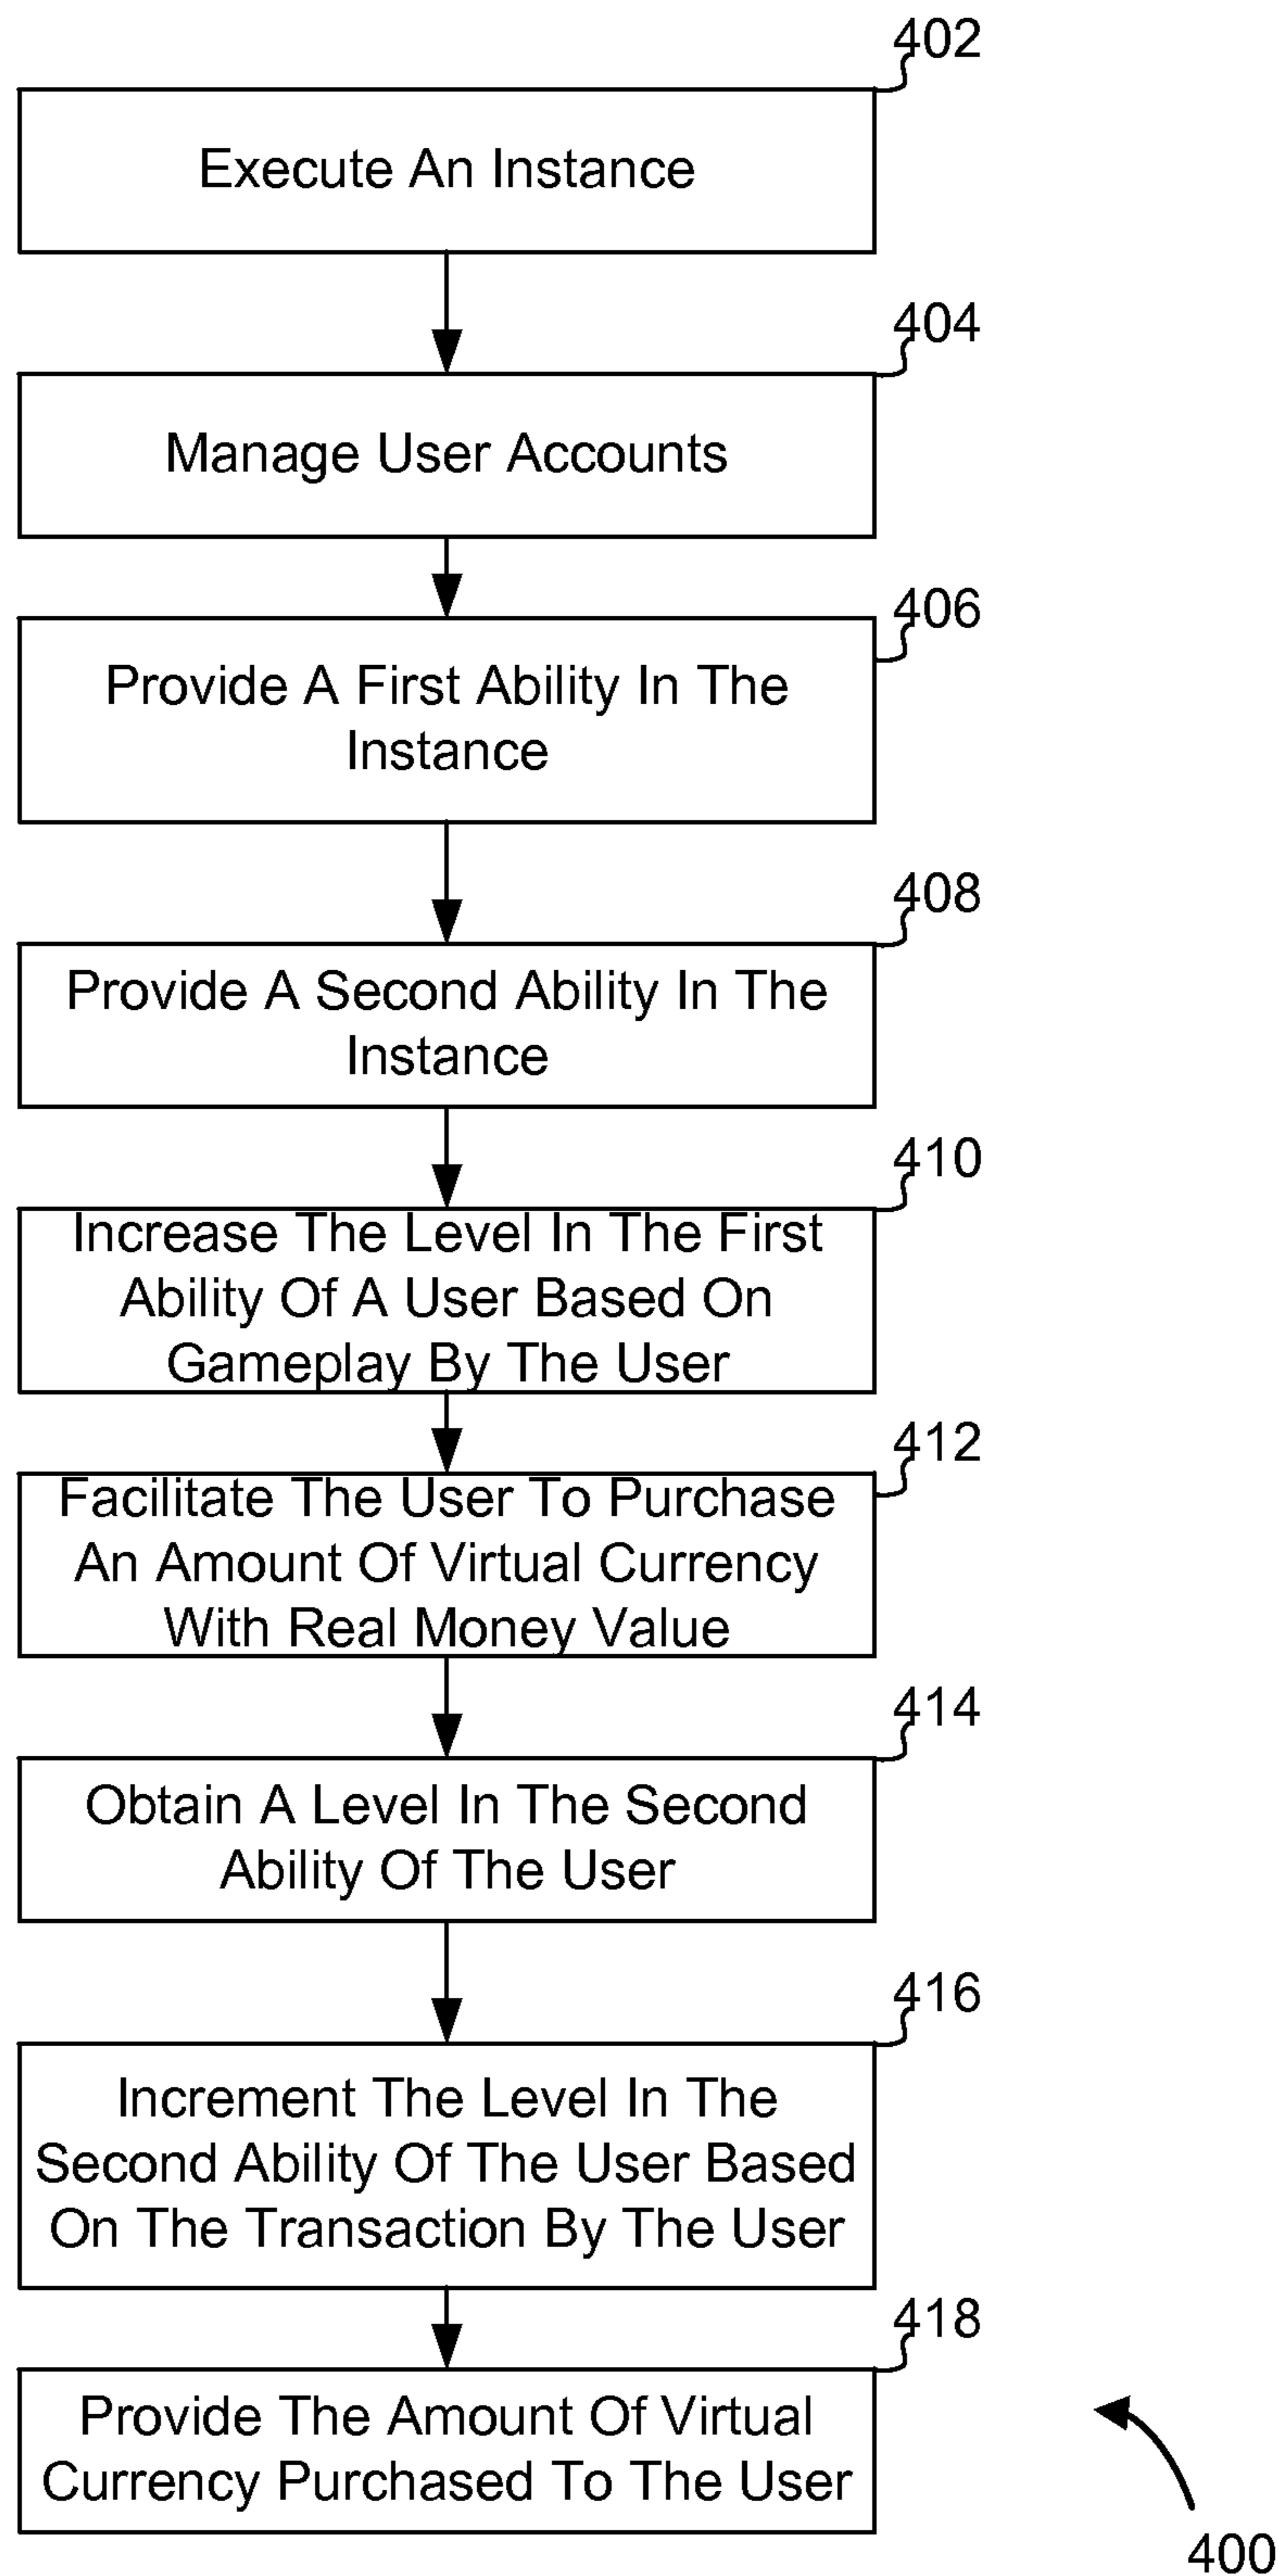 402
Execute An Instance
404
Manage User Accounts
406
Provide A First Ability In The
Instance
408
Provide A Second Ability In The
Instance
410
Increase The Level In The First
Ability Of A User Based On
Gameplay By The User
412
Facilitate The User To Purchase
An Amount Of Virtual Currency
With Real Money Value
414
Obtain A Level In The Second
Ability Of The User
416
Increment The Level In The
Second Ability Of The User Based
On The Transaction By The User
418
Provide The Amount Of Virtual
Currency Purchased To The User
400